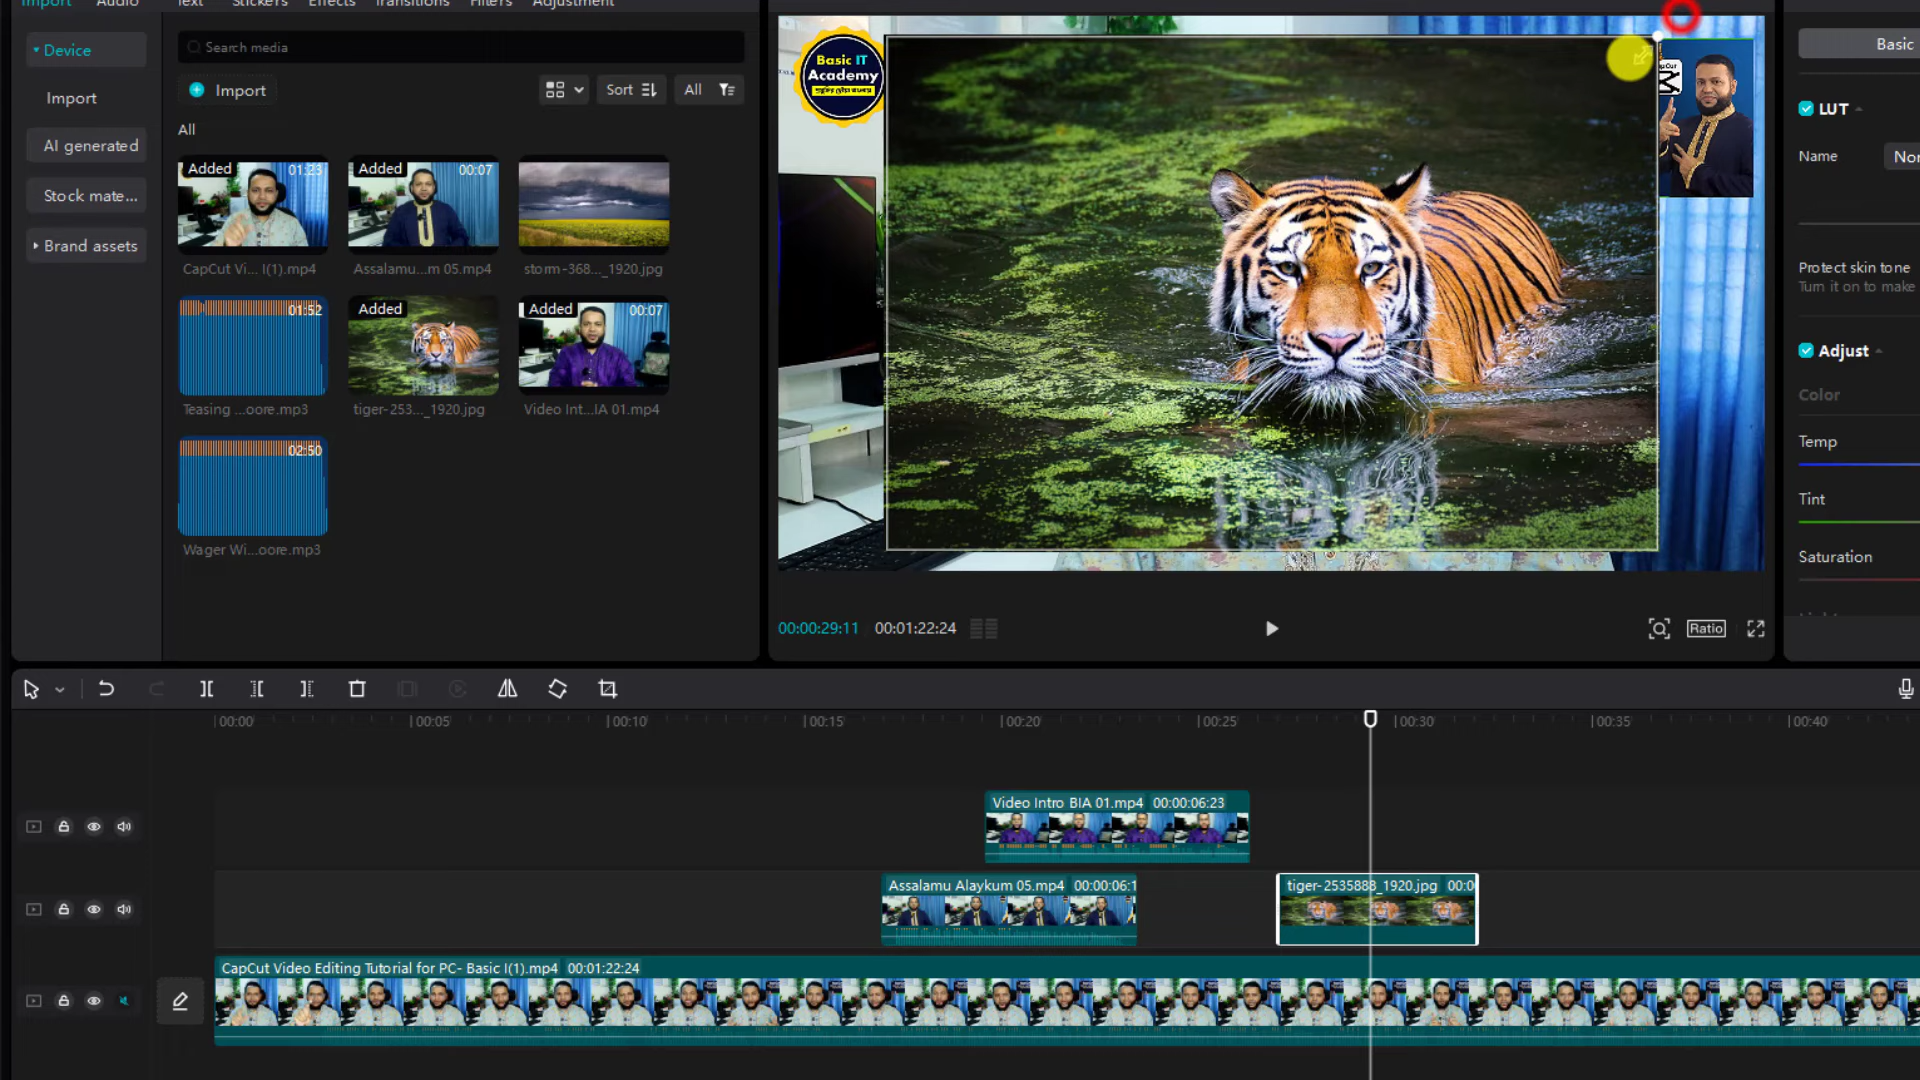 Import Audio Text Stickers Effects Transitions Filters Adjustment
Device
Import
AI generated
Stock mate...
Brand assets
Search media
Import
Sort
All
All
Added 01:23
CapCut Vi... I(1).mp4
Added 00:07
Assalamu...m 05.mp4
storm-368..._1920.jpg
01:52
Teasing ...oore.mp3
Added
tiger-253..._1920.jpg
Added 00:07
Video Int...IA 01.mp4
02:50
Wager Wi...oore.mp3
Basic IT
Academy
00:00:29:11 00:01:22:24
Ratio
Basic
LUT
Name
Protect skin tone
Turn it on to make
Adjust
Color
Temp
Tint
Saturation
00:00 00:05 00:10 00:15 00:20 00:25 00:30 00:35 00:40
Video Intro BIA 01.mp4 00:00:06:23
Assalamu Alaykum 05.mp4 00:00:06:1
tiger-2535888_1920.jpg 00:0
CapCut Video Editing Tutorial for PC- Basic I(1).mp4 00:01:22:24